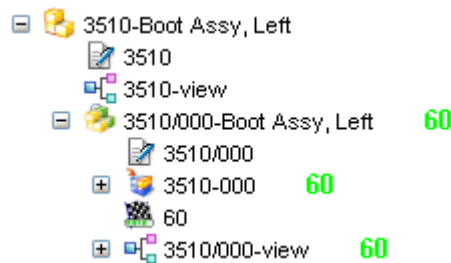 3510-Boot Assy, Left
3510
3510-view
3510/000-Boot Assy, Left 60
3510/000
3510-000 60
60
3510/000-view 60